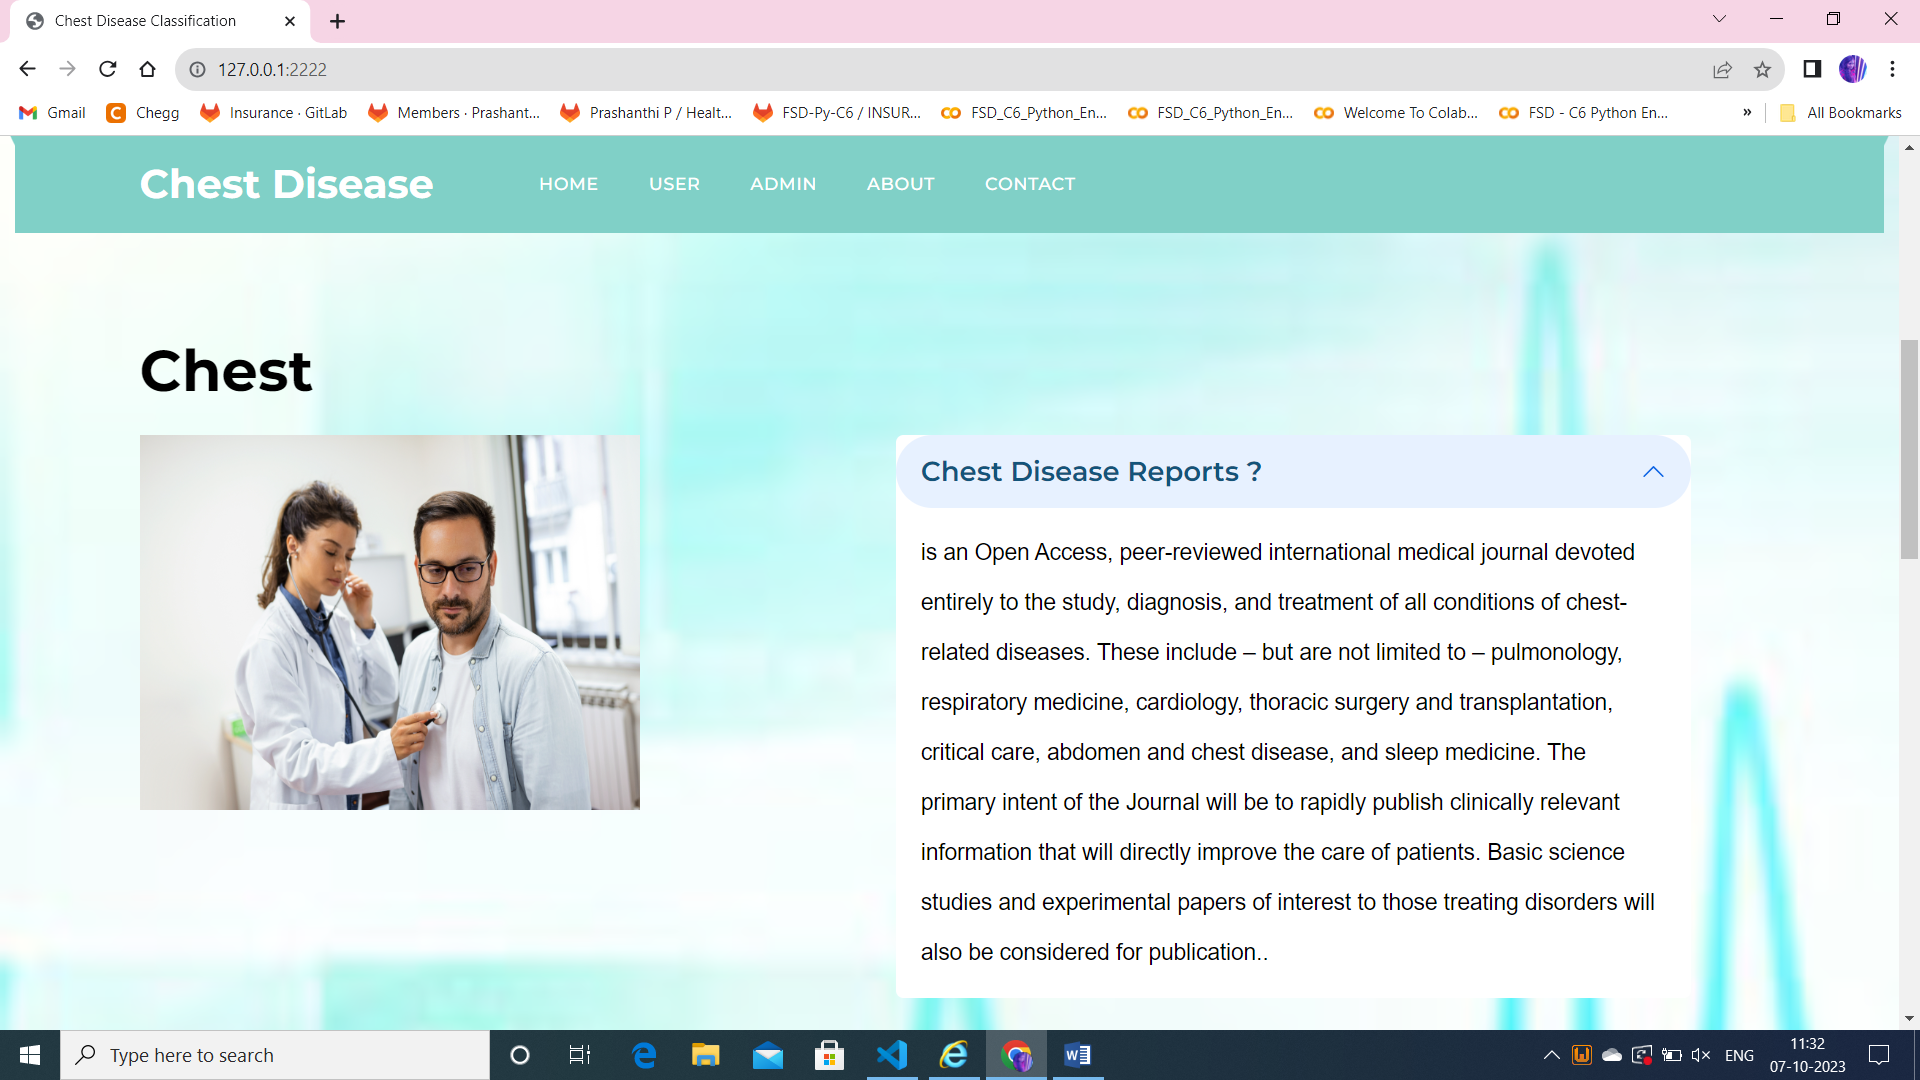 Chest Disease Classification
127.0.0.1:2222
Gmail
Chegg
Insurance · GitLab
Members · Prashant...
Prashanthi P / Healt...
FSD-Py-C6 / INSUR...
FSD_C6_Python_En...
FSD_C6_Python_En...
Welcome To Colab...
FSD - C6 Python En...
»
All Bookmarks
Chest Disease
HOME
USER
ADMIN
ABOUT
CONTACT
Chest
Chest Disease Reports ?
is an Open Access, peer-reviewed international medical journal devoted
entirely to the study, diagnosis, and treatment of all conditions of chest-
related diseases. These include – but are not limited to – pulmonology,
respiratory medicine, cardiology, thoracic surgery and transplantation,
critical care, abdomen and chest disease, and sleep medicine. The
primary intent of the Journal will be to rapidly publish clinically relevant
information that will directly improve the care of patients. Basic science
studies and experimental papers of interest to those treating disorders will
also be considered for publication..
Type here to search
ENG
11:32
07-10-2023